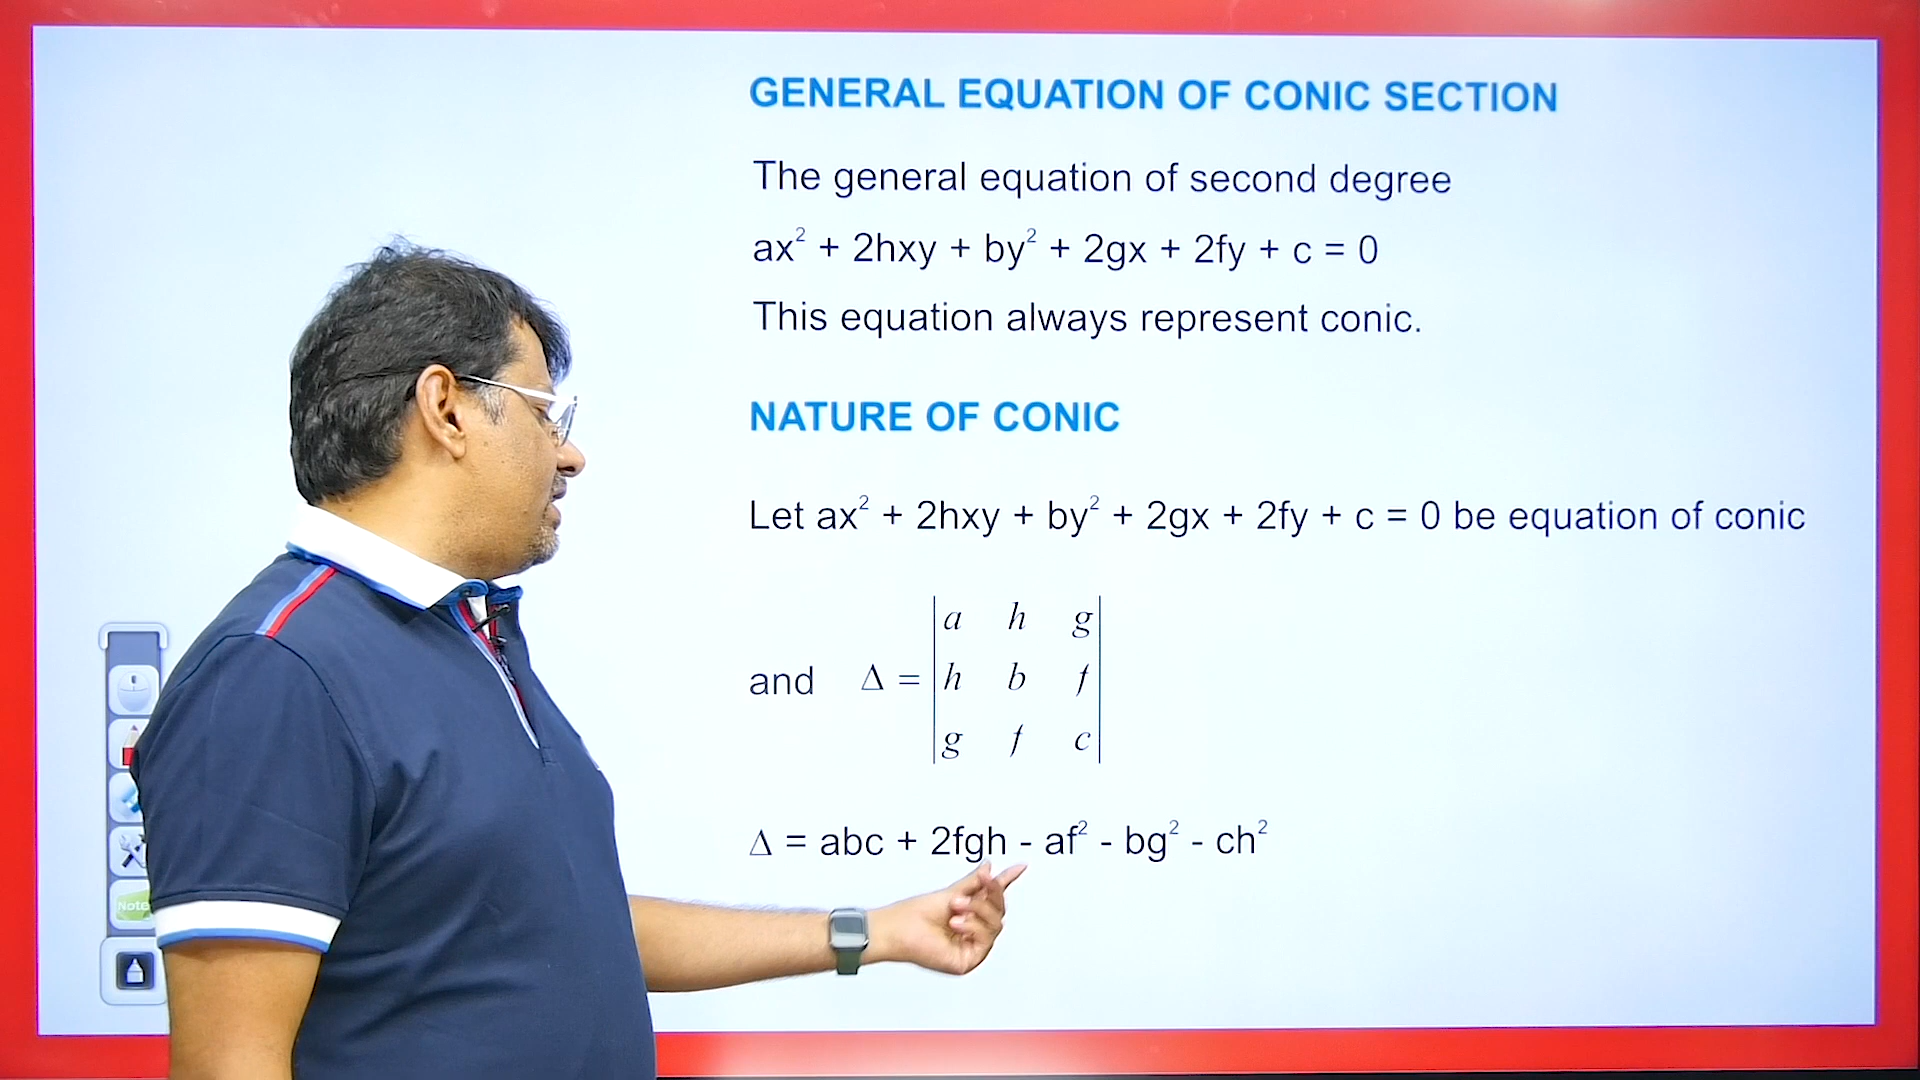 GENERAL EQUATION OF CONIC SECTION
The general equation of second degree
ax² + 2hxy + by² + 2gx + 2fy + c = 0
This equation always represent conic.
NATURE OF CONIC
Let ax² + 2hxy + by² + 2gx + 2fy + c = 0 be equation of conic
a h g
and Δ = h b f
g f c
Δ = abc + 2fgh - af² - bg² - ch²
Note